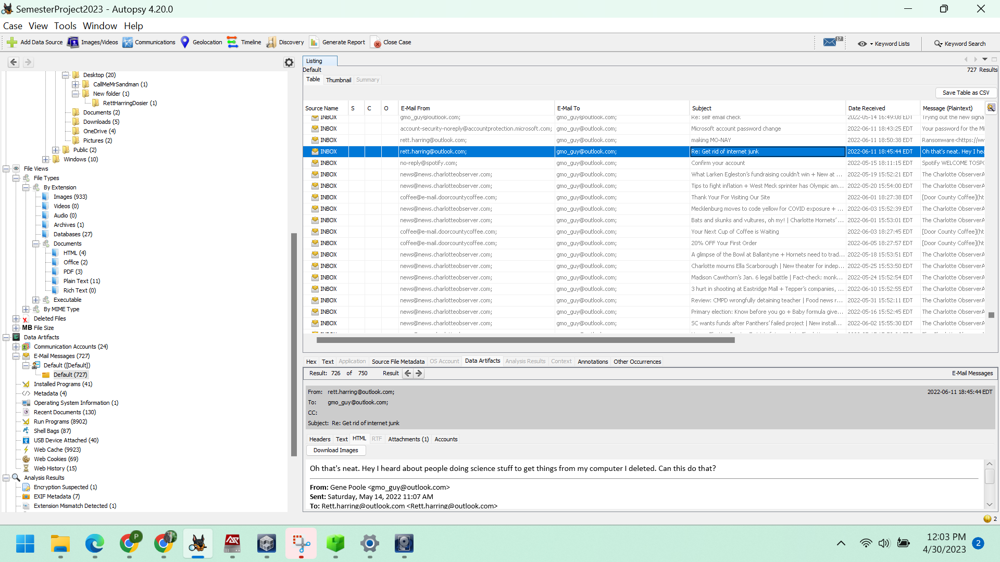 SemesterProject2023 - Autopsy 4.20.0
Case View Tools Window Help
Add Data Source Images/Videos Communications Geolocation Timeline Discovery Generate Report Close Case 17 Keyword Lists Keyword Search
Desktop (20)
CallMeMrSandman (1)
New folder (1)
RettHarringDosier (1)
Documents (2)
Downloads (5)
OneDrive (4)
Pictures (2)
Public (2)
Windows (10)
File Views
File Types
By Extension
Images (933)
Videos (0)
Audio (0)
Archives (1)
Databases (27)
Documents
HTML (4)
Office (2)
PDF (3)
Plain Text (11)
Rich Text (0)
Executable
By MIME Type
Deleted Files
MB File Size
Data Artifacts
Communication Accounts (24)
E-Mail Messages (727)
Default ([Default])
Default (727)
Installed Programs (41)
Metadata (4)
Operating System Information (1)
Recent Documents (130)
Run Programs (8902)
Shell Bags (87)
USB Device Attached (40)
Web Cache (9923)
Web Cookies (69)
Web History (15)
Analysis Results
Encryption Suspected (1)
EXIF Metadata (7)
Extension Mismatch Detected (1)
Listing
Default
727 Results
Table Thumbnail Summary
Save Table as CSV
Source Name S C O E-Mail From E-Mail To Subject Date Received Message (Plaintext)
INBOX gmo_guy@outlook.com; gmo_guy@outlook.com; Re: self email check 2022-05-14 16:49:08 EDT Trying out the new signa
INBOX account-security-noreply@accountprotection.microsoft.com; gmo_guy@outlook.com; Microsoft account password change 2022-06-11 18:43:25 EDT Your password for the Mi
INBOX rett.harring@outlook.com; gmo_guy@outlook.com; making MO-NAY 2022-06-11 18:50:38 EDT Ransomware<https://ww
INBOX rett.harring@outlook.com; gmo_guy@outlook.com; Re: Get rid of internet junk 2022-06-11 18:45:44 EDT Oh that's neat. Hey I hea
INBOX no-reply@spotify.com; gmo_guy@outlook.com; Confirm your account 2022-05-15 18:11:15 EDT Spotify WELCOME TOSPO
INBOX news@news.charlotteobserver.com; gmo_guy@outlook.com; What Larken Egleston's fundraising couldn't win + New at ... 2022-05-19 15:52:21 EDT The Charlotte ObserverA
INBOX news@news.charlotteobserver.com; gmo_guy@outlook.com; Tips to fight inflation + West Meck sprinter has Olympic am... 2022-05-20 15:54:00 EDT The Charlotte ObserverA
INBOX coffee@e-mail.doorcountycoffee.com; gmo_guy@outlook.com; Thank Your For Visiting Our Site 2022-06-01 18:27:38 EDT [Door County Coffee](ht
INBOX news@news.charlotteobserver.com; gmo_guy@outlook.com; Mecklenburg moves to code yellow for COVID exposure + ... 2022-06-03 15:52:39 EDT The Charlotte ObserverA
INBOX news@news.charlotteobserver.com; gmo_guy@outlook.com; Bats and skunks and vultures, oh my! | Charlotte Hornets' ... 2022-06-01 15:53:01 EDT The Charlotte ObserverA
INBOX coffee@e-mail.doorcountycoffee.com; gmo_guy@outlook.com; Your Next Cup of Coffee is Waiting 2022-06-03 18:27:45 EDT [Door County Coffee](ht
INBOX coffee@e-mail.doorcountycoffee.com; gmo_guy@outlook.com; 20% OFF Your First Order 2022-06-05 18:27:57 EDT [Door County Coffee](ht
INBOX news@news.charlotteobserver.com; gmo_guy@outlook.com; A glimpse of the Bowl at Ballantyne + Hornets need to trad... 2022-05-18 15:53:51 EDT The Charlotte ObserverA
INBOX news@news.charlotteobserver.com; gmo_guy@outlook.com; Charlotte mourns Ella Scarborough | New theater for indep... 2022-05-25 15:53:50 EDT The Charlotte ObserverA
INBOX news@news.charlotteobserver.com; gmo_guy@outlook.com; Madison Cawthorn's Jan. 6 legal battle | Fact-check: monk... 2022-05-24 15:52:54 EDT The Charlotte ObserverA
INBOX news@news.charlotteobserver.com; gmo_guy@outlook.com; 3 hurt in shooting at Eastridge Mall + Tepper's companies, ... 2022-06-10 15:52:55 EDT The Charlotte ObserverA
INBOX news@news.charlotteobserver.com; gmo_guy@outlook.com; Review: CMPD wrongfully detaining teacher | Food news r... 2022-05-31 15:52:11 EDT The Charlotte ObserverA
INBOX news@news.charlotteobserver.com; gmo_guy@outlook.com; Primary election: Know before you go + Baby formula give... 2022-05-16 15:52:45 EDT The Charlotte ObserverA
INBOX news@news.charlotteobserver.com; gmo_guy@outlook.com; SC wants funds after Panthers' failed project | New install... 2022-06-02 15:55:30 EDT The Charlotte ObserverA
Hex Text Application Source File Metadata OS Account Data Artifacts Analysis Results Context Annotations Other Occurrences
Result: 726 of 750 Result E-Mail Messages
From: rett.harring@outlook.com; 2022-06-11 18:45:44 EDT
To: gmo_guy@outlook.com;
CC:
Subject: Re: Get rid of internet junk
Headers Text HTML RTF Attachments (1) Accounts
Download Images
Oh that's neat. Hey I heard about people doing science stuff to get things from my computer I deleted. Can this do that?
From: Gene Poole <gmo_guy@outlook.com>
Sent: Saturday, May 14, 2022 11:07 AM
To: Rett.harring@outlook.com <Rett.harring@outlook.com>
2
P
12:03 PM
4/30/2023
2